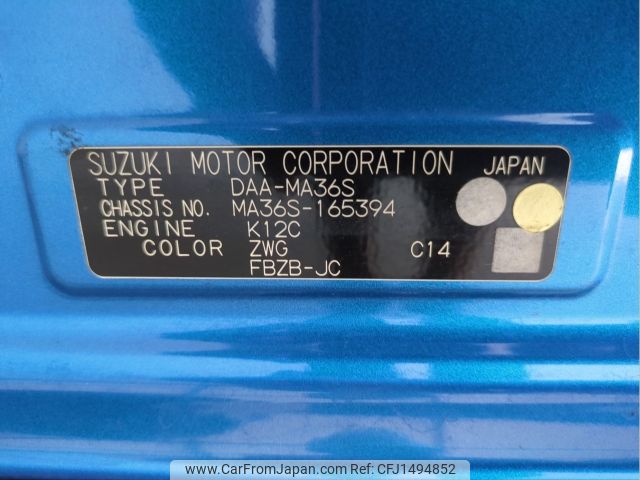 SUZUKI MOTOR CORPORATION JAPAN
TYPE DAA-MA36S
CHASSIS NO. MA36S-165394
ENGINE K12C
COLOR ZWG C14
FBZB-JC
www.CarFromJapan.com - CFJ1494852